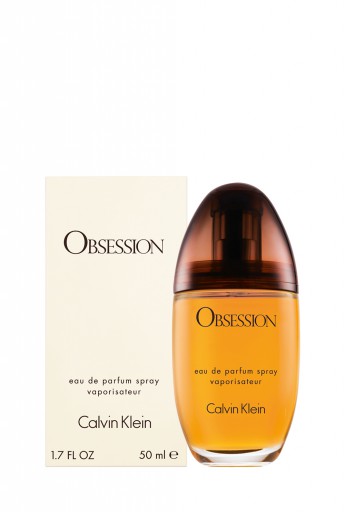 OBSESSION
eau de parfum spray
vaporisateur
Calvin Klein
1.7 FL OZ 50 ml e
OBSESSION
eau de parfum spray
vaporisateur
Calvin Klein